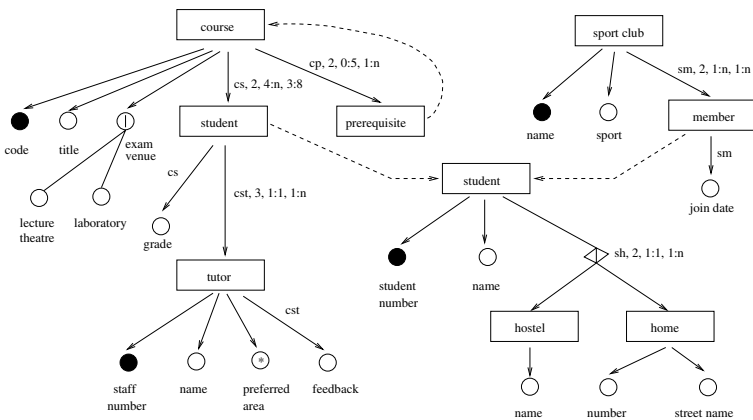 course
sport club
cp, 2, 0:5, 1:n
cs, 2, 4:n, 3:8
sm, 2, 1:n, 1:n
student
prerequisite
member
code
title
exam
venue
name
sport
cs
sm
student
lecture
theatre
laboratory
cst, 3, 1:1, 1:n
join date
grade
student
number
name
sh, 2, 1:1, 1:n
tutor
cst
hostel
home
*
staff
number
name
preferred
area
feedback
name
number
street name